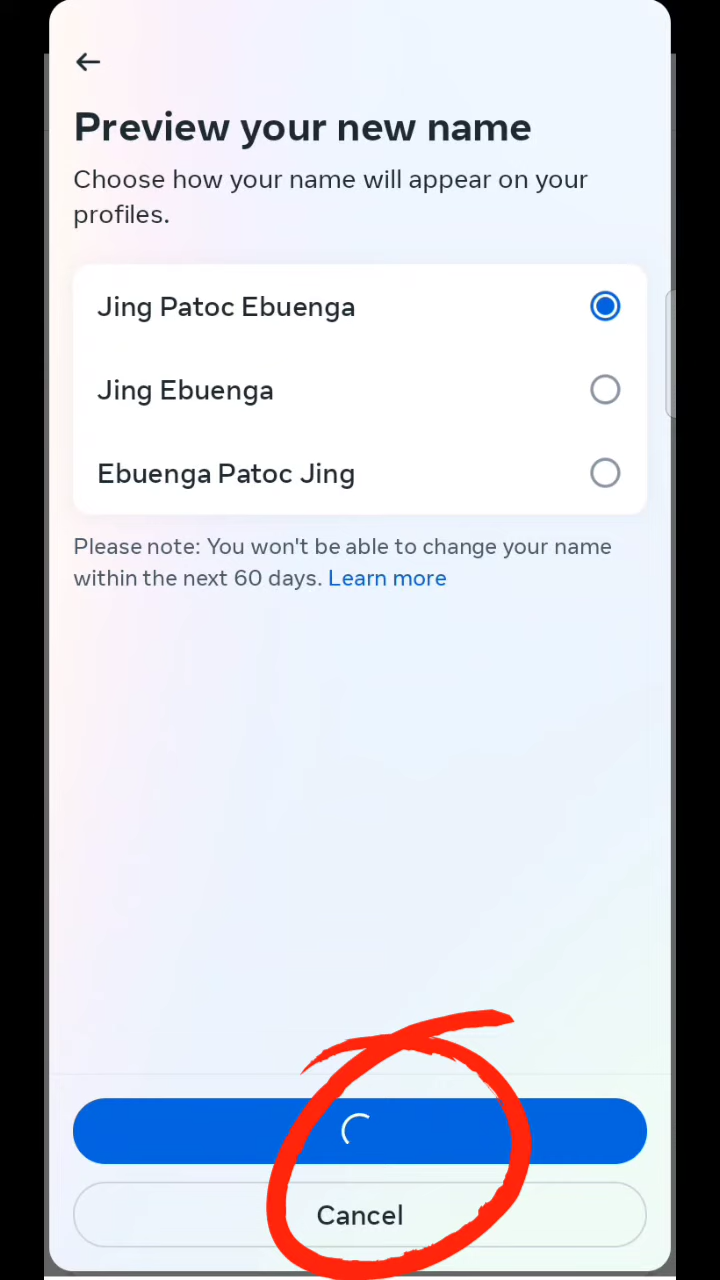 Preview your new name
Choose how your name will appear on your
profiles.
Jing Patoc Ebuenga
Jing Ebuenga
Ebuenga Patoc Jing
Please note: You won't be able to change your name
within the next 60 days. Learn more
Cancel